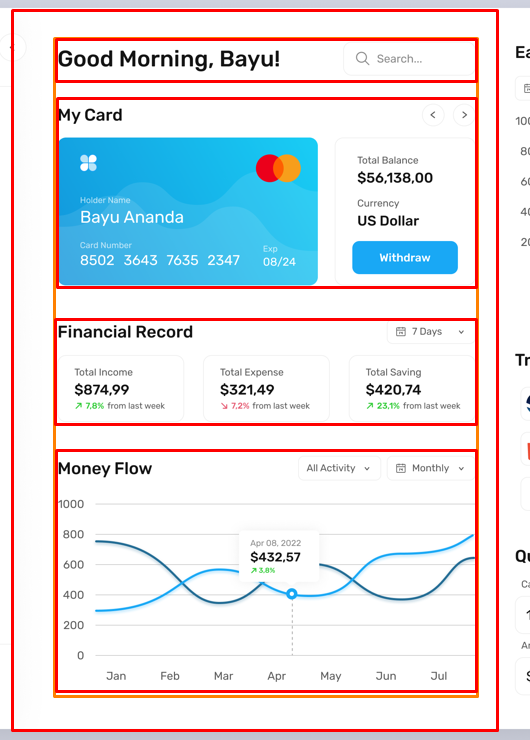 Good Morning, Bayu!
Search...
My Card
Holder Name
Bayu Ananda
Card Number
8502 3643 7635 2347
Exp
08/24
Total Balance
$56,138,00
Currency
US Dollar
Withdraw
Financial Record
7 Days
Total Income
$874,99
7,8% from last week
Total Expense
$321,49
7,2% from last week
Total Saving
$420,74
23,1% from last week
Money Flow
All Activity
Monthly
1000
800
600
400
200
0
Apr 08, 2022
$432,57
3,8%
Jan Feb Mar Apr May Jun Jul
Ea
100
80
60
40
20
Tr
Qu
Ca
1
Ar
$